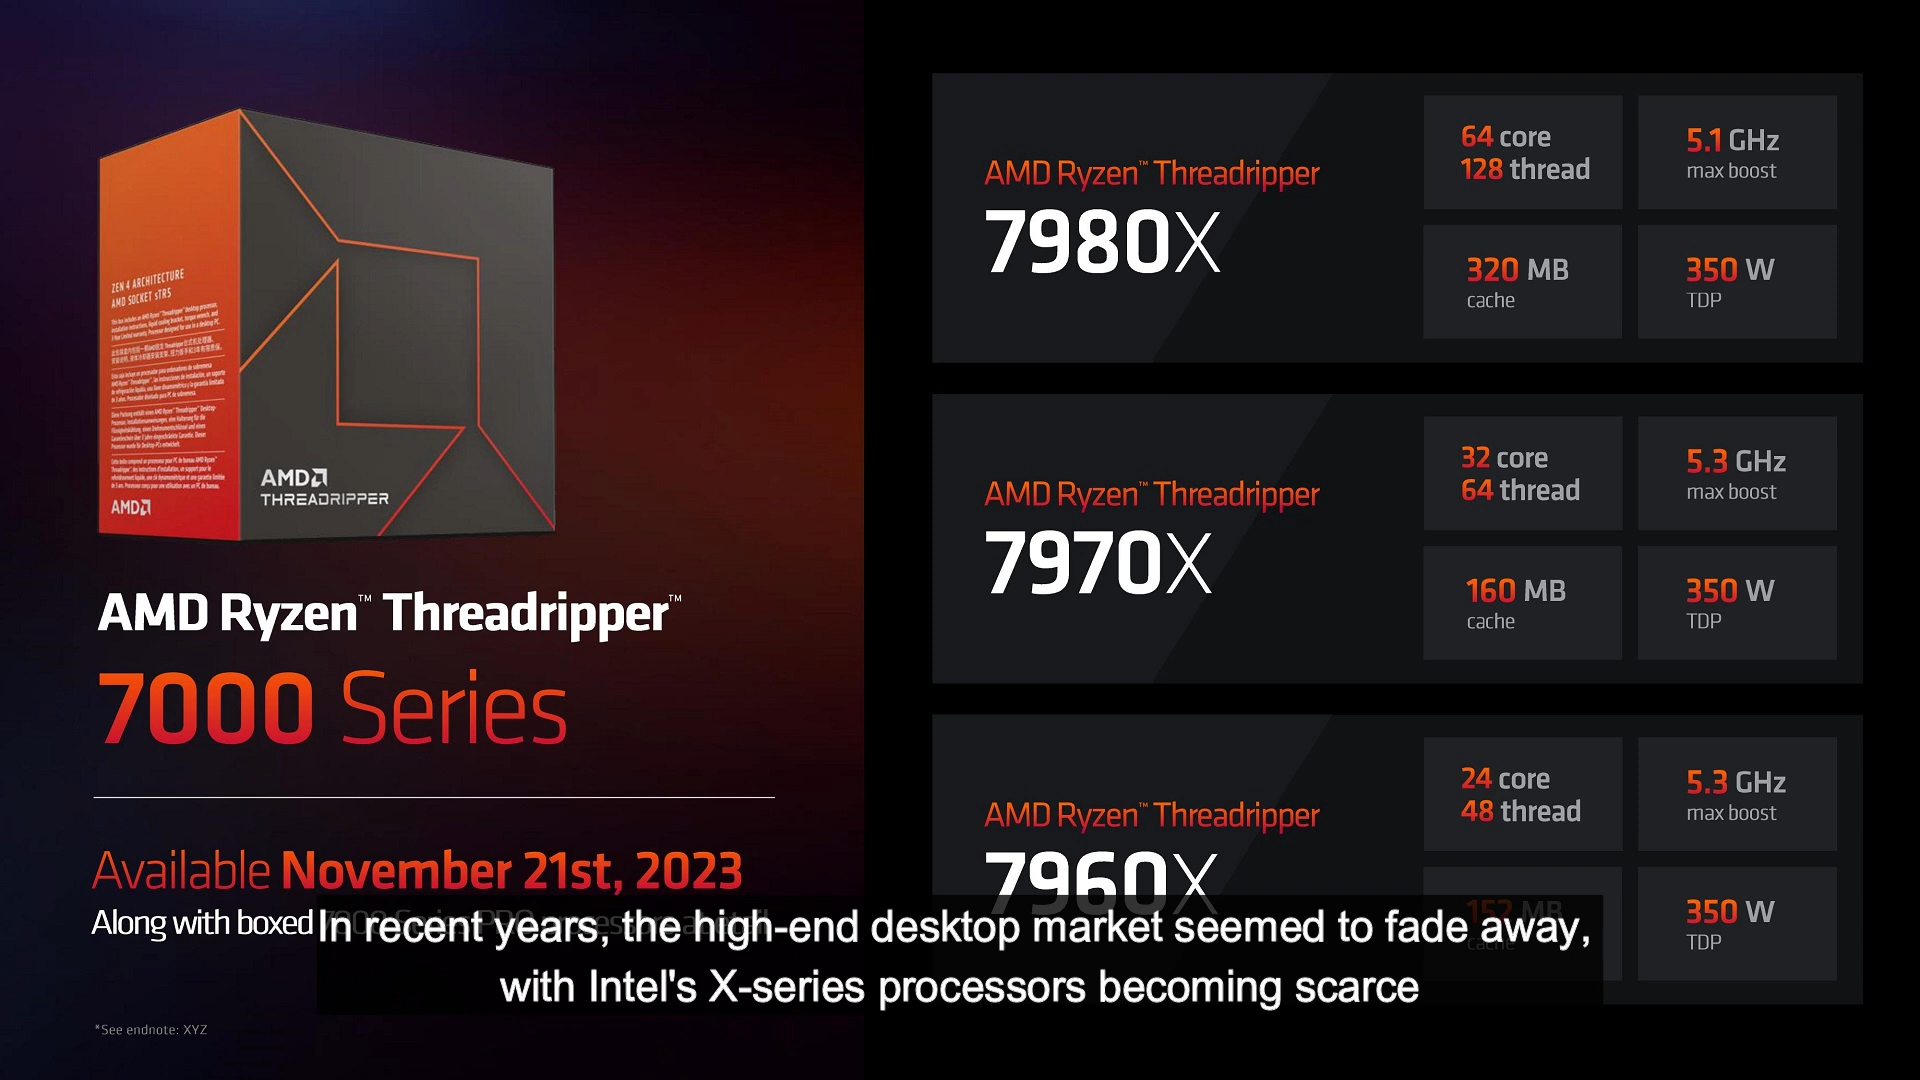 ZEN 4 ARCHITECTURE
AMD SOCKET sTR5
AMD
AMD
THREADRIPPER
AMD Ryzen™ Threadripper™
7000 Series
Available November 21st, 2023
Along with boxed
*See endnote: XYZ
AMD Ryzen™ Threadripper
7980X
64 core
128 thread
5.1 GHz
max boost
320 MB
cache
350 W
TDP
AMD Ryzen™ Threadripper
7970X
32 core
64 thread
5.3 GHz
max boost
160 MB
cache
350 W
TDP
AMD Ryzen™ Threadripper
7960X
24 core
48 thread
5.3 GHz
max boost
152 MB
cache
350 W
TDP
In recent years, the high-end desktop market seemed to fade away,
with Intel's X-series processors becoming scarce